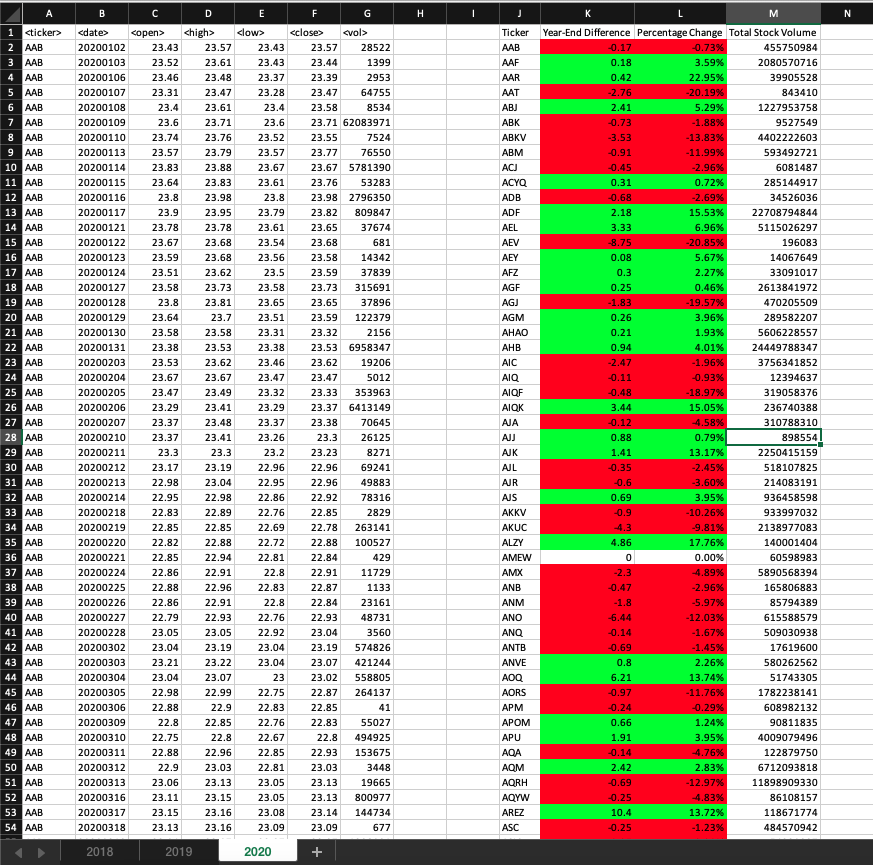 A B C D E F G H I J K L M N
1 <ticker> <date> <open> <high> <low> <close> <vol> Ticker Year-End Difference Percentage Change Total Stock Volume
2 AAB 20200102 23.43 23.57 23.43 23.57 28522 AAB -0.17 -0.73% 455750984
3 AAB 20200103 23.52 23.61 23.43 23.44 1399 AAF 0.18 3.59% 2080570716
4 AAB 20200106 23.46 23.48 23.37 23.39 2953 AAR 0.42 22.95% 39905528
5 AAB 20200107 23.31 23.47 23.28 23.47 64755 AAT -2.76 -20.19% 843410
6 AAB 20200108 23.4 23.61 23.4 23.58 8534 ABJ 2.41 5.29% 1227953758
7 AAB 20200109 23.6 23.71 23.6 23.71 62083971 ABK -0.73 -1.88% 9527549
8 AAB 20200110 23.74 23.76 23.52 23.55 7524 ABKV -3.53 -13.83% 4402222603
9 AAB 20200113 23.57 23.79 23.57 23.77 76550 ABM -0.91 -11.99% 593492721
10 AAB 20200114 23.83 23.88 23.67 23.67 5781390 ACJ -0.45 -2.96% 6081487
11 AAB 20200115 23.64 23.83 23.61 23.76 53283 ACYQ 0.31 0.72% 285144917
12 AAB 20200116 23.8 23.98 23.8 23.98 2796350 ADB -0.68 -2.69% 34526036
13 AAB 20200117 23.9 23.95 23.79 23.82 809847 ADF 2.18 15.53% 22708794844
14 AAB 20200121 23.78 23.78 23.61 23.65 37674 AEL 3.33 6.96% 5115026297
15 AAB 20200122 23.67 23.68 23.54 23.68 681 AEV -8.75 -20.85% 196083
16 AAB 20200123 23.59 23.68 23.56 23.58 14342 AEY 0.08 5.67% 14067649
17 AAB 20200124 23.51 23.62 23.5 23.59 37839 AFZ 0.3 2.27% 33091017
18 AAB 20200127 23.58 23.73 23.58 23.73 315691 AGF 0.25 0.46% 2613841972
19 AAB 20200128 23.8 23.81 23.65 23.65 37896 AGJ -1.83 -19.57% 470205509
20 AAB 20200129 23.64 23.7 23.51 23.59 122379 AGM 0.26 3.96% 289582207
21 AAB 20200130 23.58 23.58 23.31 23.32 2156 AHAO 0.21 1.93% 5606228557
22 AAB 20200131 23.38 23.53 23.38 23.53 6958347 AHB 0.94 4.01% 24449788347
23 AAB 20200203 23.53 23.62 23.46 23.62 19206 AIC -2.47 -1.96% 3756341852
24 AAB 20200204 23.67 23.67 23.47 23.47 5012 AIQ -0.11 -0.93% 12394637
25 AAB 20200205 23.47 23.49 23.32 23.33 353963 AIQF -0.48 -18.97% 319058376
26 AAB 20200206 23.29 23.41 23.29 23.37 6413149 AIQK 3.44 15.05% 236740388
27 AAB 20200207 23.37 23.48 23.37 23.38 70645 AJA -0.12 -4.58% 310788310
28 AAB 20200210 23.37 23.41 23.26 23.3 26125 AJJ 0.88 0.79% 898554
29 AAB 20200211 23.3 23.3 23.2 23.23 8271 AJK 1.41 13.17% 2250415159
30 AAB 20200212 23.17 23.19 22.96 22.96 69241 AJL -0.35 -2.45% 518107825
31 AAB 20200213 22.98 23.04 22.95 22.96 49883 AJR -0.6 -3.60% 214083191
32 AAB 20200214 22.95 22.98 22.86 22.92 78316 AJS 0.69 3.95% 936458598
33 AAB 20200218 22.83 22.89 22.76 22.85 2829 AKKV -0.9 -10.26% 933997032
34 AAB 20200219 22.85 22.85 22.69 22.78 263141 AKUC -4.3 -9.81% 2138977083
35 AAB 20200220 22.82 22.88 22.72 22.88 100527 ALZY 4.86 17.76% 140001404
36 AAB 20200221 22.85 22.94 22.81 22.84 429 AMEW 0 0.00% 60598983
37 AAB 20200224 22.86 22.91 22.8 22.91 11729 AMX -2.3 -4.89% 5890568394
38 AAB 20200225 22.88 22.96 22.83 22.87 1133 ANB -0.47 -2.96% 165806883
39 AAB 20200226 22.86 22.91 22.8 22.84 23161 ANM -1.8 -5.97% 85794389
40 AAB 20200227 22.79 22.93 22.76 22.93 48731 ANO -6.44 -12.03% 615588579
41 AAB 20200228 23.05 23.05 22.92 23.04 3560 ANQ -0.14 -1.67% 509030938
42 AAB 20200302 23.04 23.19 23.04 23.19 574826 ANTB -0.69 -1.45% 17619600
43 AAB 20200303 23.21 23.22 23.04 23.07 421244 ANVE 0.8 2.26% 580262562
44 AAB 20200304 23.04 23.07 23 23.02 558805 AOQ 6.21 13.74% 51743305
45 AAB 20200305 22.98 22.99 22.75 22.87 264137 AORS -0.97 -11.76% 1782238141
46 AAB 20200306 22.88 22.9 22.83 22.85 41 APM -0.24 -0.29% 608982132
47 AAB 20200309 22.8 22.85 22.76 22.83 55027 APOM 0.66 1.24% 90811835
48 AAB 20200310 22.75 22.8 22.67 22.8 494925 APU 1.91 3.95% 4009079496
49 AAB 20200311 22.88 22.96 22.85 22.93 153675 AQA -0.14 -4.76% 122879750
50 AAB 20200312 22.9 23.03 22.81 23.03 3448 AQM 2.42 2.83% 6712093818
51 AAB 20200313 23.06 23.13 23.05 23.13 19665 AQRH -0.69 -12.97% 11898909330
52 AAB 20200316 23.11 23.15 23.05 23.13 800977 AQYW -0.25 -4.83% 86108157
53 AAB 20200317 23.15 23.16 23.08 23.14 144734 AREZ 10.4 13.72% 118671774
54 AAB 20200318 23.13 23.16 23.09 23.09 677 ASC -0.25 -1.23% 484570942
2018 2019 2020 +